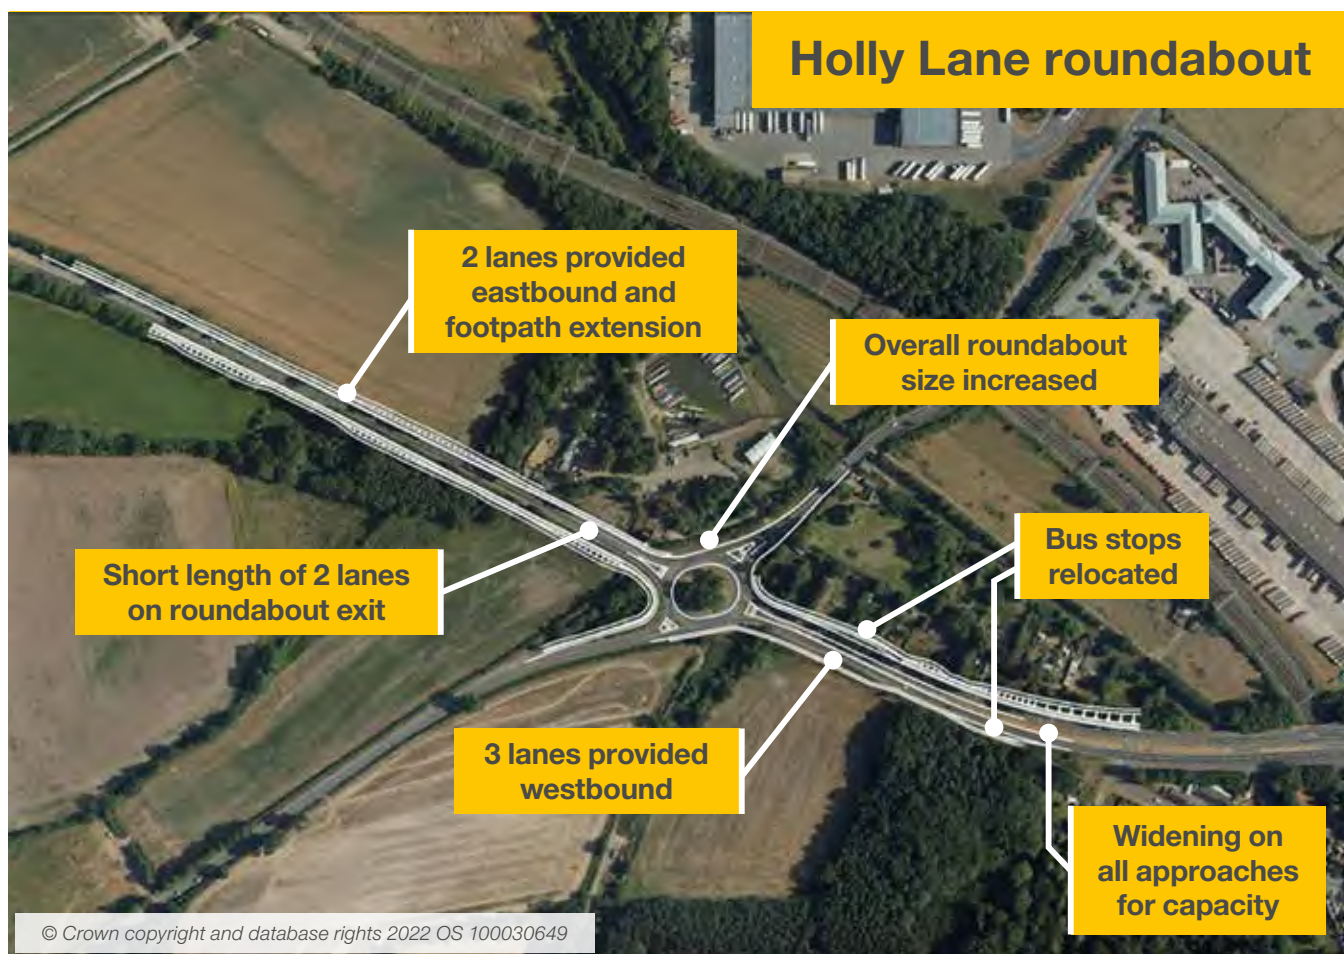 Holly Lane roundabout
2 lanes provided
eastbound and
footpath extension
Overall roundabout
size increased
Bus stops
relocated
Short length of 2 lanes
on roundabout exit
3 lanes provided
westbound
Widening on
all approaches
for capacity
© Crown copyright and database rights 2022 OS 100030649